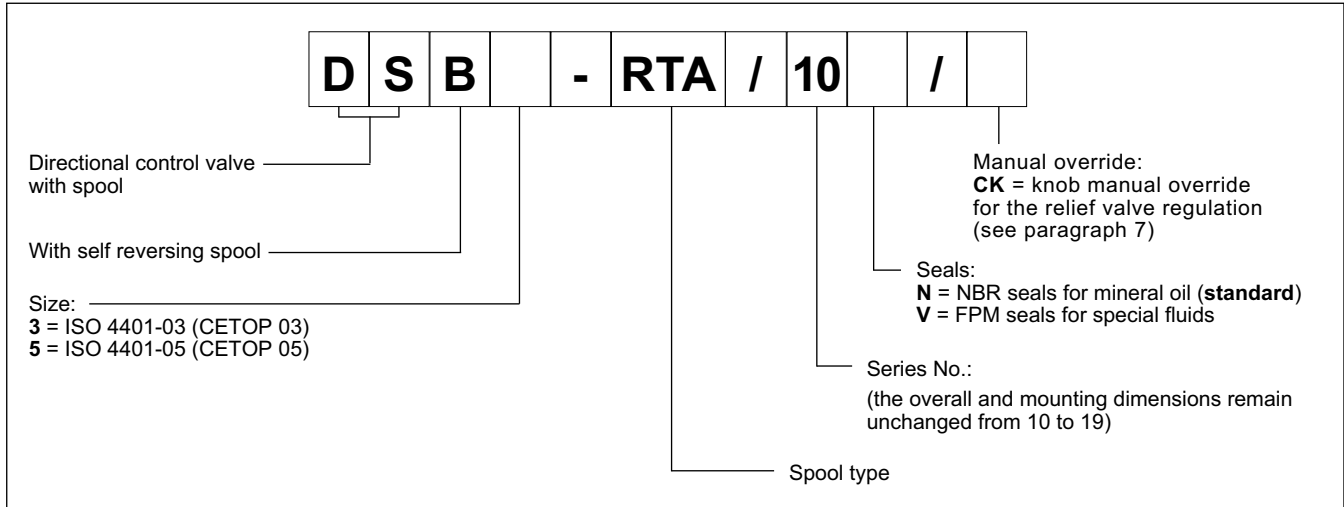 D S B - RTA / 10 /
Directional control valve
with spool
With self reversing spool
Size:
3 = ISO 4401-03 (CETOP 03)
5 = ISO 4401-05 (CETOP 05)
Manual override:
CK = knob manual override
for the relief valve regulation
(see paragraph 7)
Seals:
N = NBR seals for mineral oil (standard)
V = FPM seals for special fluids
Series No.:
(the overall and mounting dimensions remain
unchanged from 10 to 19)
Spool type